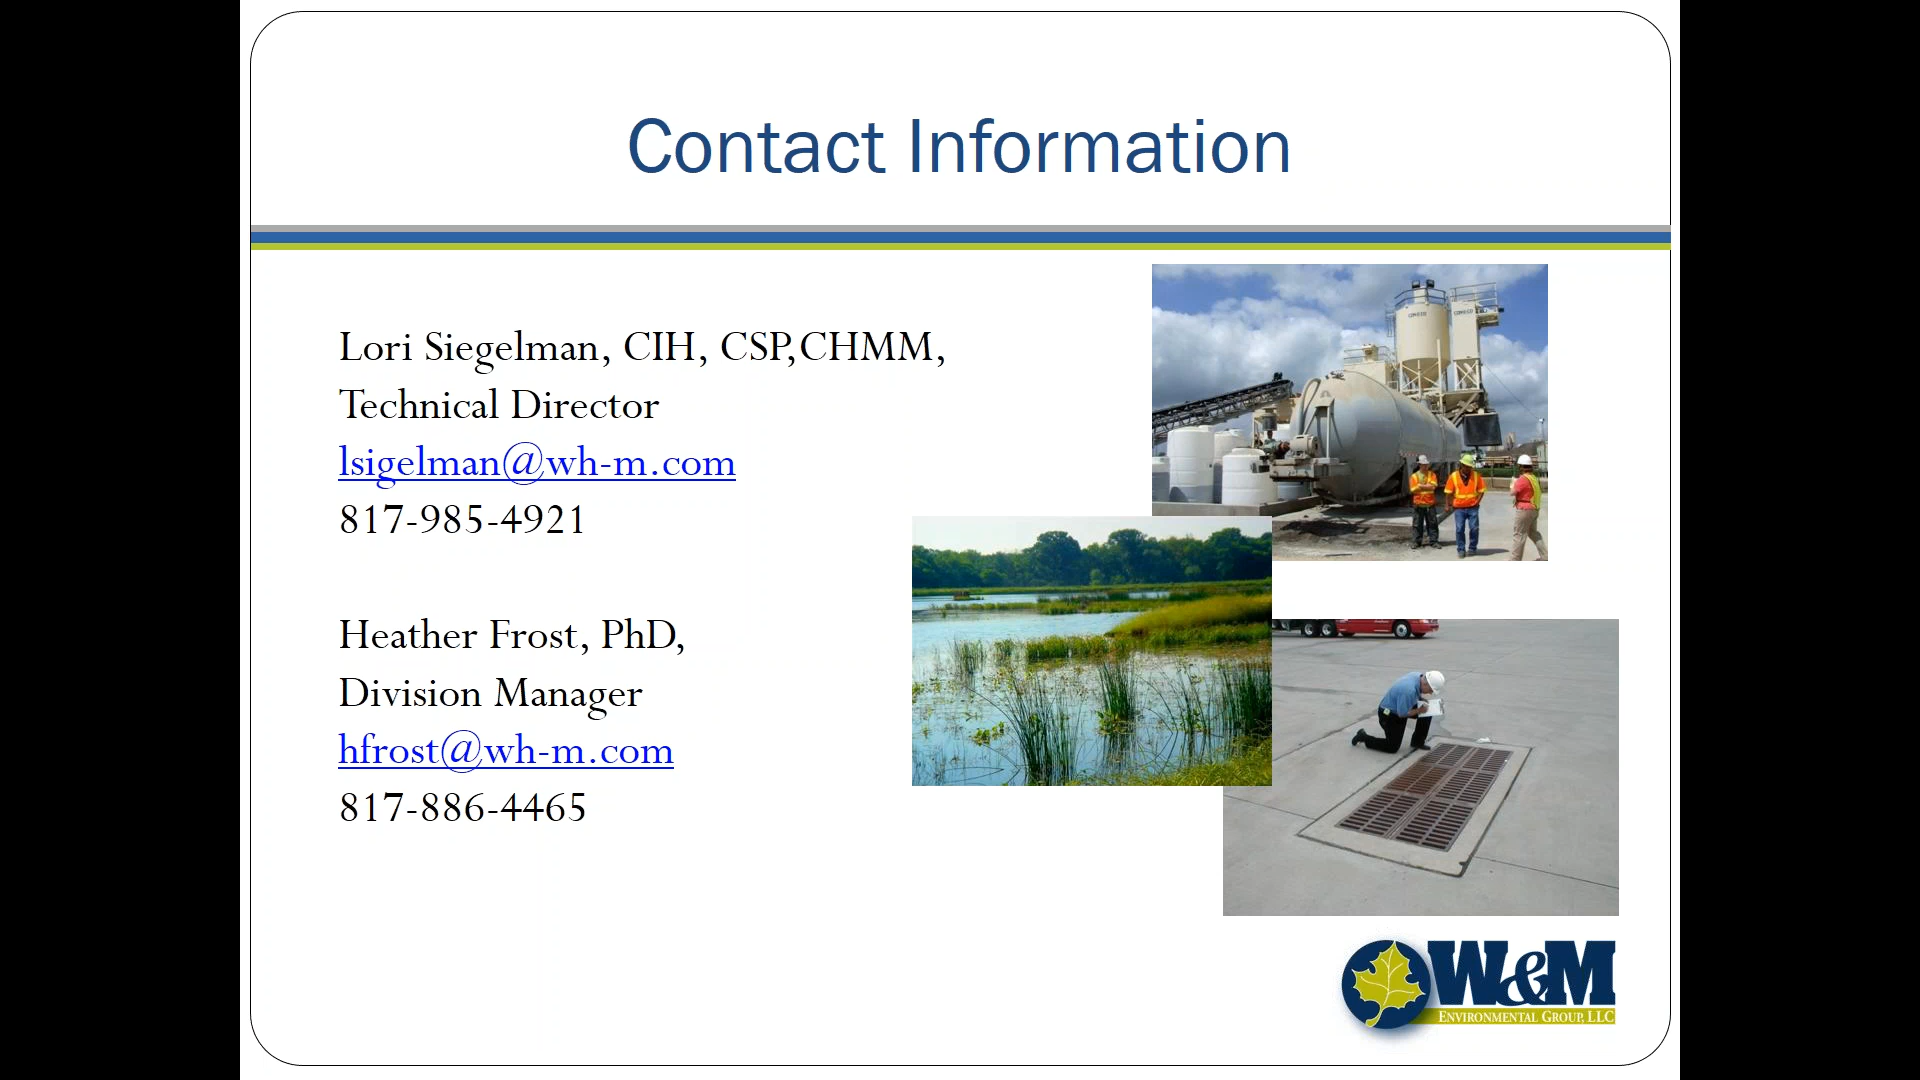 Contact Information
Lori Siegelman, CIH, CSP,CHMM,
Technical Director
lsigelman@wh-m.com
817-985-4921
Heather Frost, PhD,
Division Manager
hfrost@wh-m.com
817-886-4465
W&M
ENVIRONMENTAL GROUP, LLC